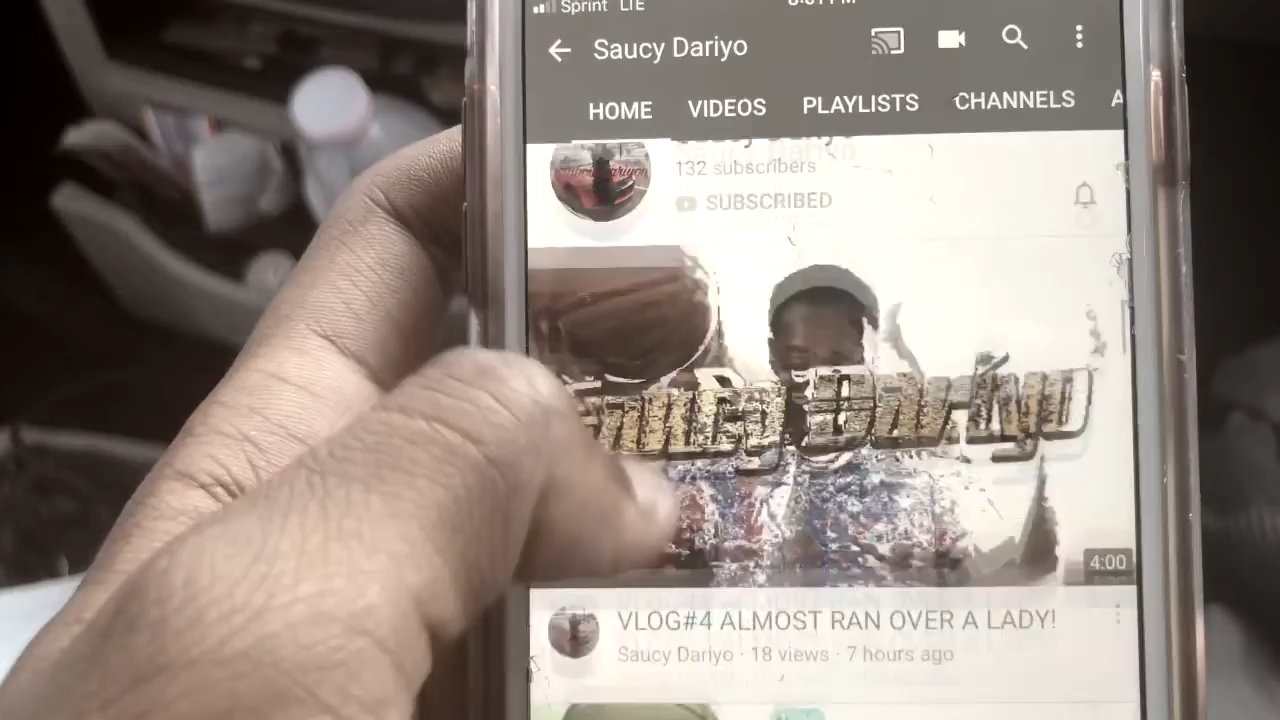 Sprint LTE
Saucy Dariyo
HOME VIDEOS PLAYLISTS CHANNELS A
132 subscribers
SUBSCRIBED
Dariyo
4:00
VLOG#4 ALMOST RAN OVER A LADY!
Saucy Dariyo · 18 views · 7 hours ago